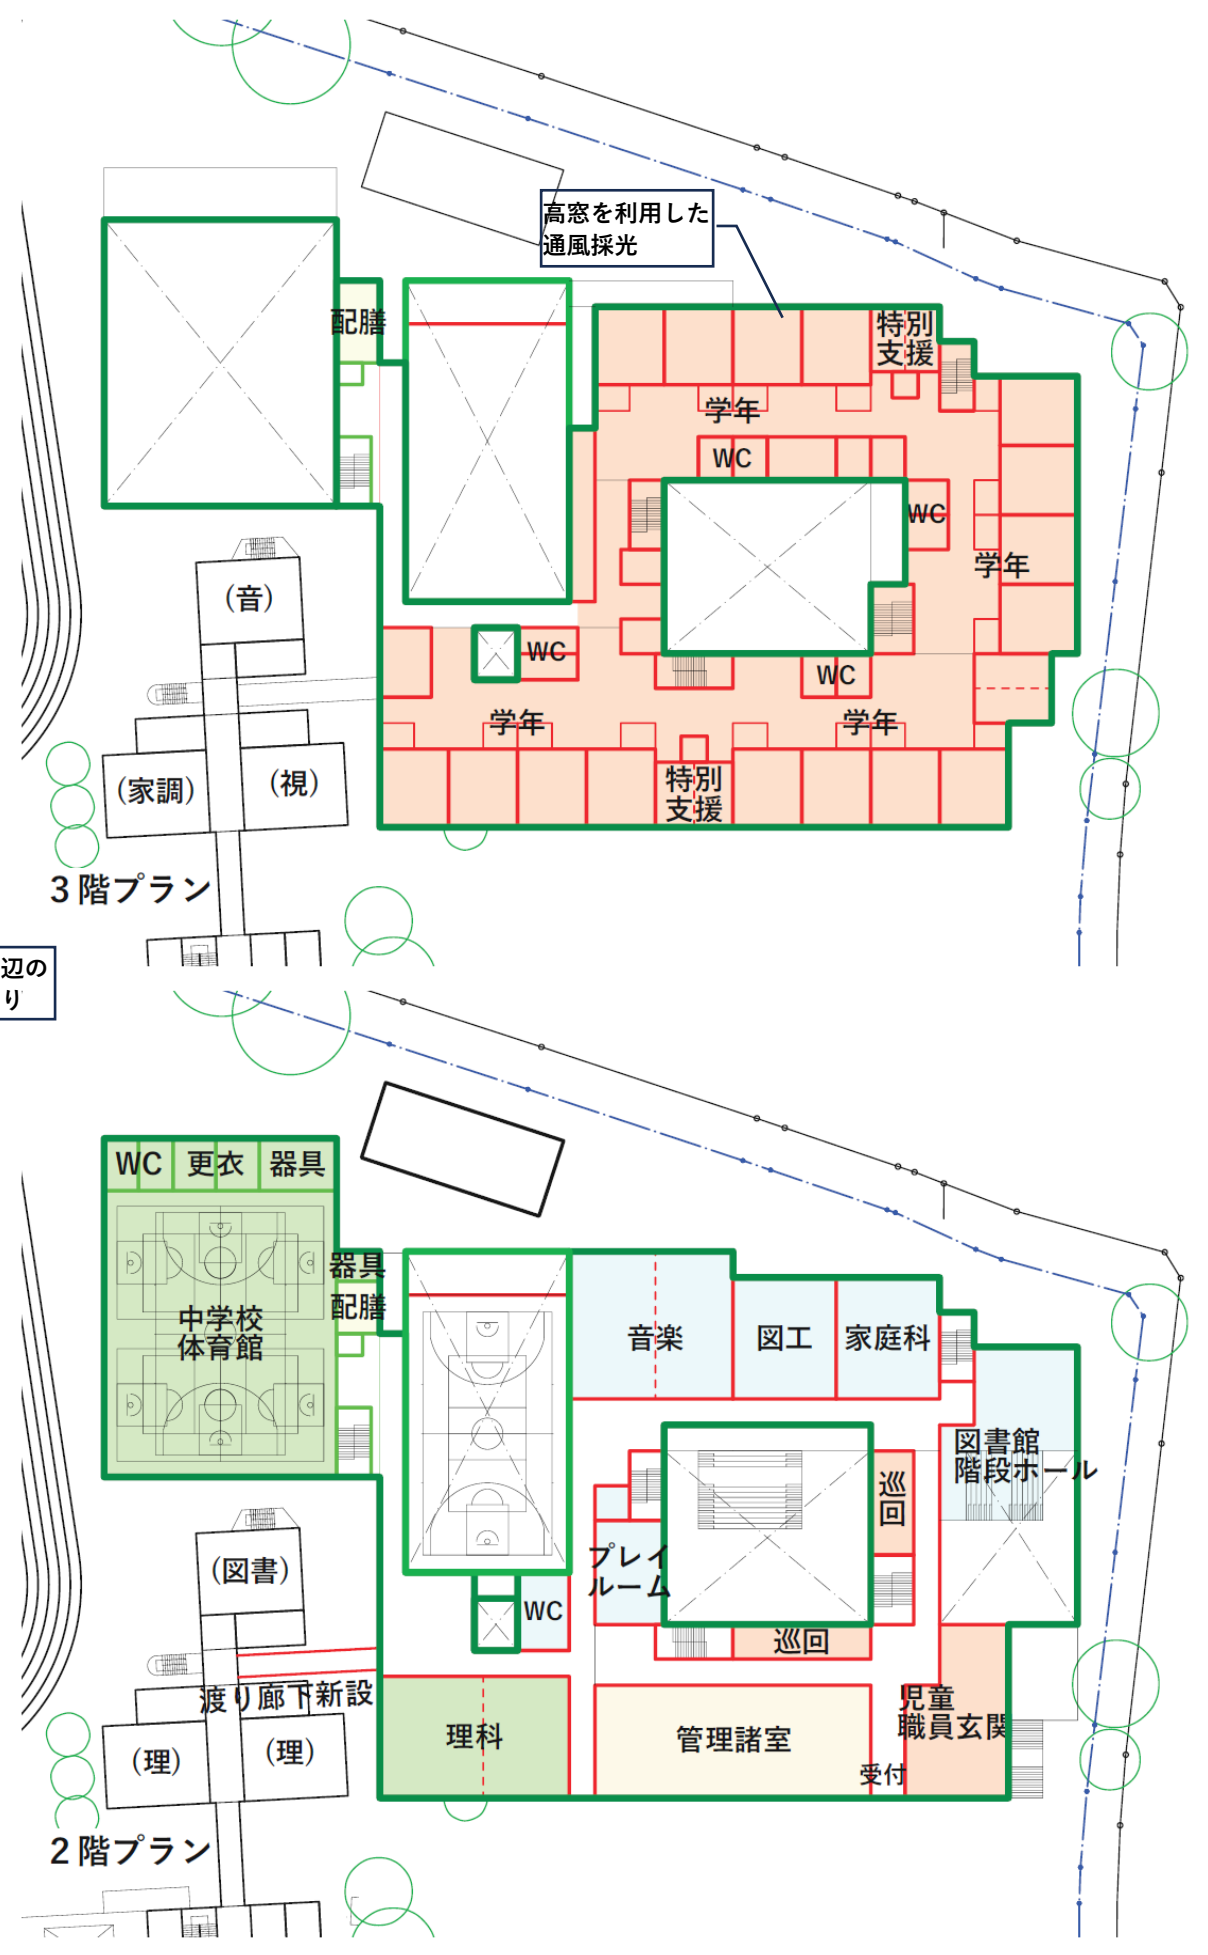 高窓を利用した
通風採光
配膳
特別
支援
学年
WC
WC
学年
(音)
WC
WC
学年
学年
(家調)
(視)
特別
支援
3階プラン
辺の
り
WC
更衣
器具
器具
配膳
中学校
体育館
音楽
図工
家庭科
図書館
階段ホール
巡
回
プレイ
ルーム
(図書)
WC
巡回
渡り廊下新設
児童
職員玄関
理科
管理諸室
(理)
(理)
受付
2階プラン